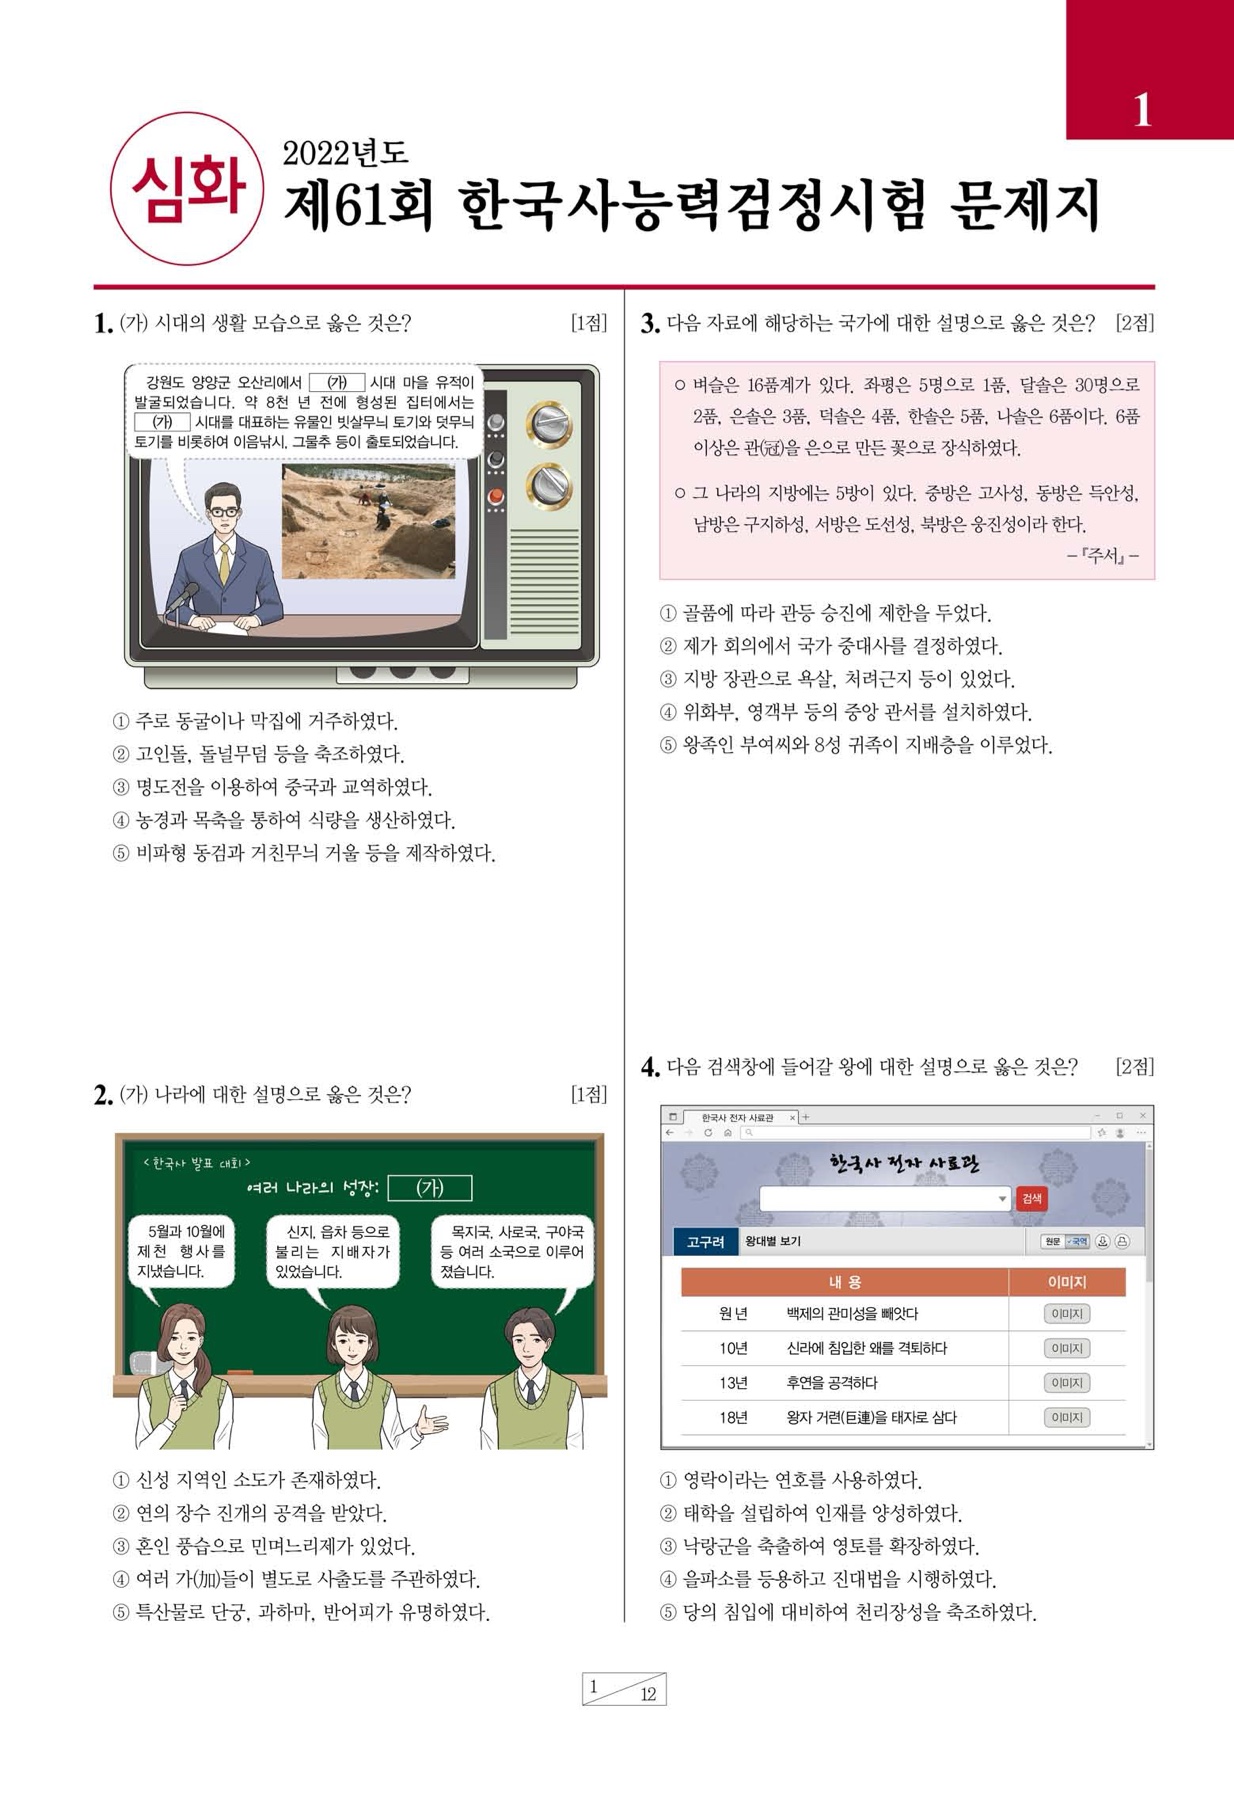 1
심화
2022년도
제61회 한국사능력검정시험 문제지
1. (가) 시대의 생활 모습으로 옳은 것은? [1점]
강원도 양양군 오산리에서 (가) 시대 마을 유적이
발굴되었습니다. 약 8천 년 전에 형성된 집터에서는
(가) 시대를 대표하는 유물인 빗살무늬 토기와 덧무늬
토기를 비롯하여 이음낚시, 그물추 등이 출토되었습니다.
① 주로 동굴이나 막집에 거주하였다.
② 고인돌, 돌널무덤 등을 축조하였다.
③ 명도전을 이용하여 중국과 교역하였다.
④ 농경과 목축을 통하여 식량을 생산하였다.
⑤ 비파형 동검과 거친무늬 거울 등을 제작하였다.
2. (가) 나라에 대한 설명으로 옳은 것은? [1점]
<한국사 발표 대회>
여러 나라의 성장: (가)
5월과 10월에
제천 행사를
지냈습니다.
신지, 읍차 등으로
불리는 지배자가
있었습니다.
목지국, 사로국, 구야국
등 여러 소국으로 이루어
졌습니다.
① 신성 지역인 소도가 존재하였다.
② 연의 장수 진개의 공격을 받았다.
③ 혼인 풍습으로 민며느리제가 있었다.
④ 여러 가(加)들이 별도로 사출도를 주관하였다.
⑤ 특산물로 단궁, 과하마, 반어피가 유명하였다.
3. 다음 자료에 해당하는 국가에 대한 설명으로 옳은 것은? [2점]
○ 벼슬은 16품계가 있다. 좌평은 5명으로 1품, 달솔은 30명으로
2품, 은솔은 3품, 덕솔은 4품, 한솔은 5품, 나솔은 6품이다. 6품
이상은 관(冠)을 은으로 만든 꽃으로 장식하였다.
○ 그 나라의 지방에는 5방이 있다. 중방은 고사성, 동방은 득안성,
남방은 구지하성, 서방은 도선성, 북방은 웅진성이라 한다.
-『주서』-
① 골품에 따라 관등 승진에 제한을 두었다.
② 제가 회의에서 국가 중대사를 결정하였다.
③ 지방 장관으로 욕살, 처려근지 등이 있었다.
④ 위화부, 영객부 등의 중앙 관서를 설치하였다.
⑤ 왕족인 부여씨와 8성 귀족이 지배층을 이루었다.
4. 다음 검색창에 들어갈 왕에 대한 설명으로 옳은 것은? [2점]
한국사 전자 사료관
한국사 전자 사료관
검색
고구려 왕대별 보기 원문 국역
내 용 이미지
원년 백제의 관미성을 빼앗다 이미지
10년 신라에 침입한 왜를 격퇴하다 이미지
13년 후연을 공격하다 이미지
18년 왕자 거련(巨連)을 태자로 삼다 이미지
① 영락이라는 연호를 사용하였다.
② 태학을 설립하여 인재를 양성하였다.
③ 낙랑군을 축출하여 영토를 확장하였다.
④ 을파소를 등용하고 진대법을 시행하였다.
⑤ 당의 침입에 대비하여 천리장성을 축조하였다.
1 12